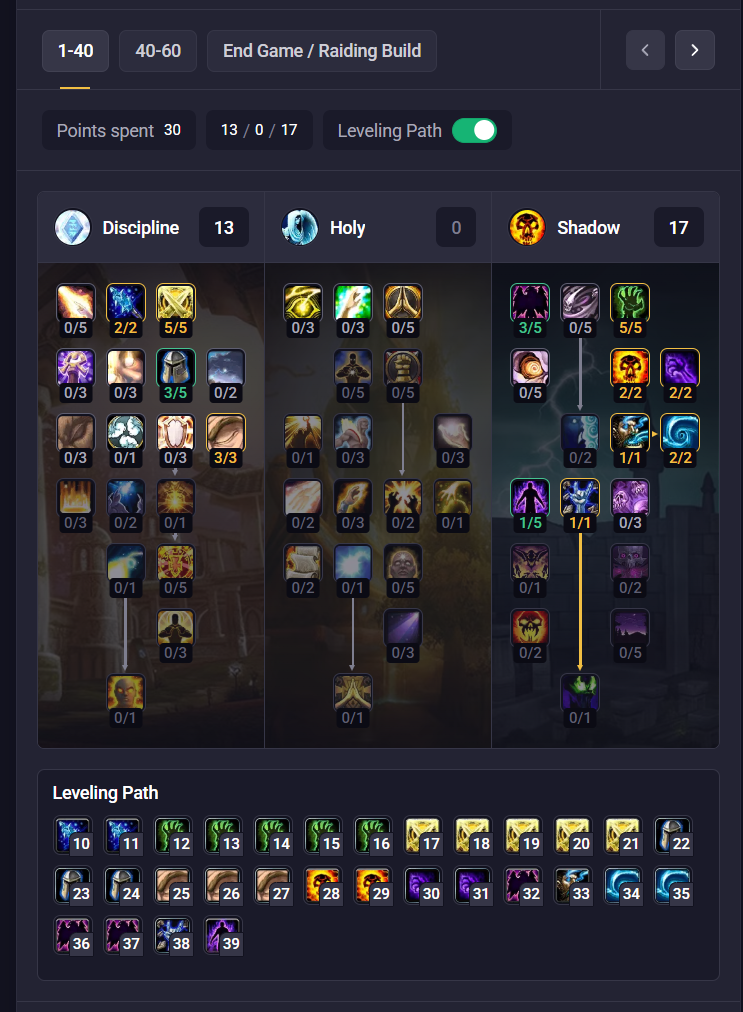 1-40 40-60 End Game / Raiding Build
Points spent 30 13 / 0 / 17 Leveling Path
Discipline 13 Holy 0 Shadow 17
0/5 2/2 5/5 0/3 0/3 0/5 3/5 0/5 5/5
0/3 0/3 3/5 0/2 0/5 0/5 0/5 2/2 2/2
0/3 0/1 0/3 3/3 0/1 0/3 0/3 0/2 1/1 2/2
0/3 0/2 0/1 0/2 0/3 0/2 0/1 1/5 1/1 0/3
0/1 0/5 0/2 0/1 0/5 0/1 0/2
0/3 0/3 0/2 0/5
0/1 0/1 0/1
Leveling Path
10 11 12 13 14 15 16 17 18 19 20 21 22
23 24 25 26 27 28 29 30 31 32 33 34 35
36 37 38 39